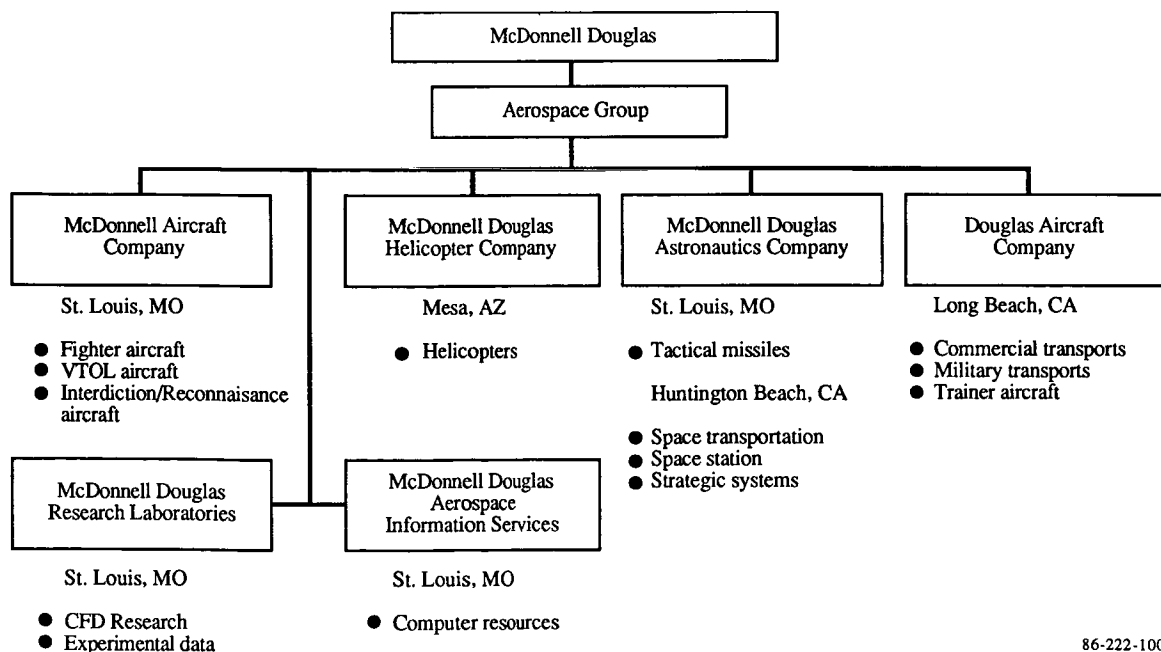 McDonnell Douglas
Aerospace Group
McDonnell Aircraft
Company
St. Louis, MO
● Fighter aircraft
● VTOL aircraft
● Interdiction/Reconnaisance
aircraft
McDonnell Douglas
Helicopter Company
Mesa, AZ
● Helicopters
McDonnell Douglas
Astronautics Company
St. Louis, MO
● Tactical missiles
Huntington Beach, CA
● Space transportation
● Space station
● Strategic systems
Douglas Aircraft
Company
Long Beach, CA
● Commercial transports
● Military transports
● Trainer aircraft
McDonnell Douglas
Research Laboratories
St. Louis, MO
● CFD Research
● Experimental data
McDonnell Douglas
Aerospace
Information Services
St. Louis, MO
● Computer resources
86-222-100